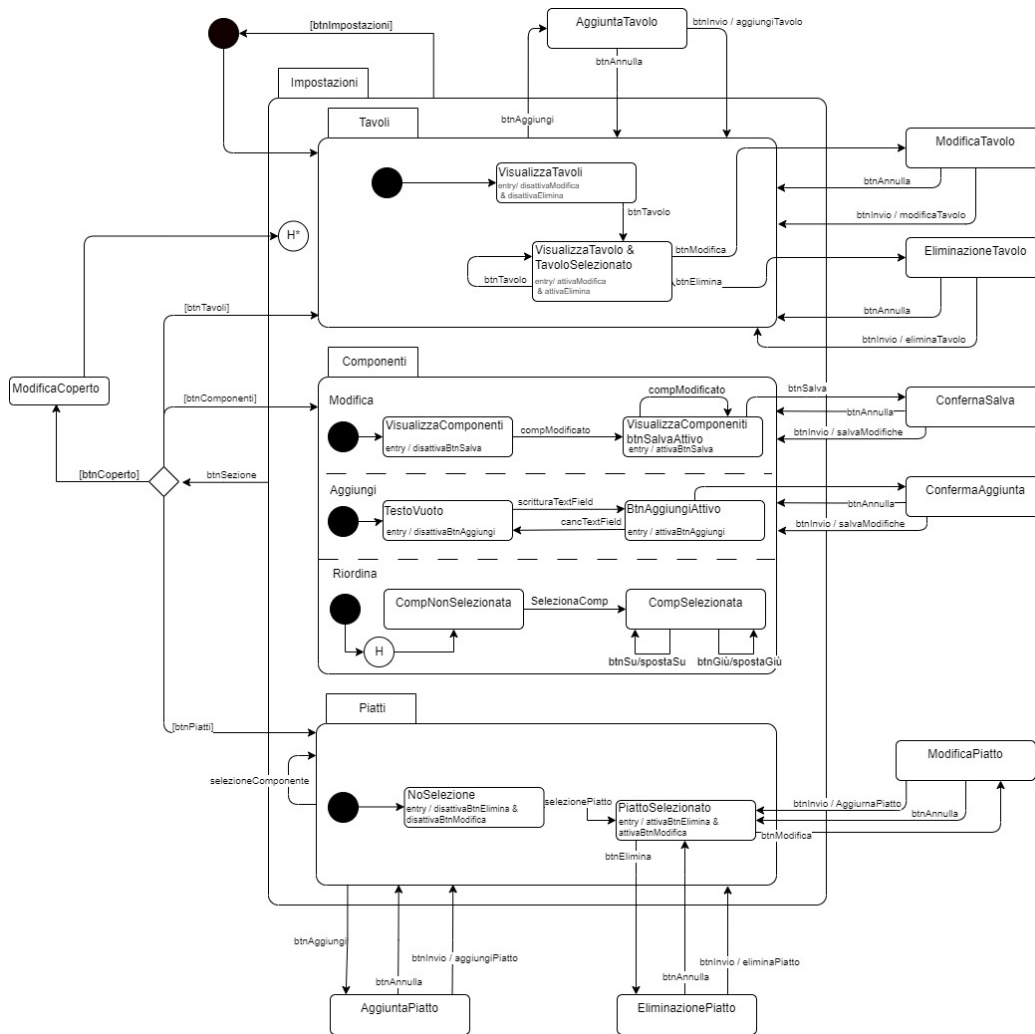 AggiuntaTavolo
[btnImpostazioni]
btnInvio / aggiungiTavolo
btnAnnulla
Impostazioni
btnAggiungi
Tavoli
ModificaTavolo
VisualizzaTavoli
entry/ disattivaModifica
& disattivaElimina
btnAnnulla
btnTavolo
btnInvio / modificaTavolo
H*
VisualizzaTavolo &
TavoloSelezionato
entry/ attivaModifica
& attivaElimina
btnModifica
btnTavolo
btnElimina
EliminazioneTavolo
[btnTavoli]
btnAnnulla
btnInvio / eliminaTavolo
Componenti
ModificaCoperto
compModificato
btnSalva
[btnComponenti]
Modifica
ConfernaSalva
btnAnnulla
VisualizzaComponenti
entry / disattivaBtnSalva
compModificato
VisualizzaComponeniti
btnSalvaAttivo
entry / attivaBtnSalva
btnInvio / salvaModifiche
[btnCoperto]
btnSezione
Aggiungi
ConfermaAggiunta
scritturaTextField
btnAnnulla
TestoVuoto
entry / disattivaBtnAggiungi
cancTextField
BtnAggiungiAttivo
entry / attivaBtnAggiungi
btnInvio / salvaModifiche
Riordina
CompNonSelezionata
SelezionaComp
CompSelezionata
H
btnSu/spostaSu
btnGiù/spostaGiù
Piatti
[btnPiatti]
ModificaPiatto
selezioneComponente
NoSelezione
entry / disattivaBtnElimina &
disattivaBtnModifica
selezionePiatto
PiattoSelezionato
entry / attivaBtnElimina &
attivaBtnModifica
btnInvio / AggiurnaPiatto
btnAnnulla
btnModifica
btnElimina
btnAggiungi
btnInvio / aggiungiPiatto
btnInvio / eliminaPiatto
btnAnnulla
btnAnnulla
AggiuntaPiatto
EliminazionePiatto